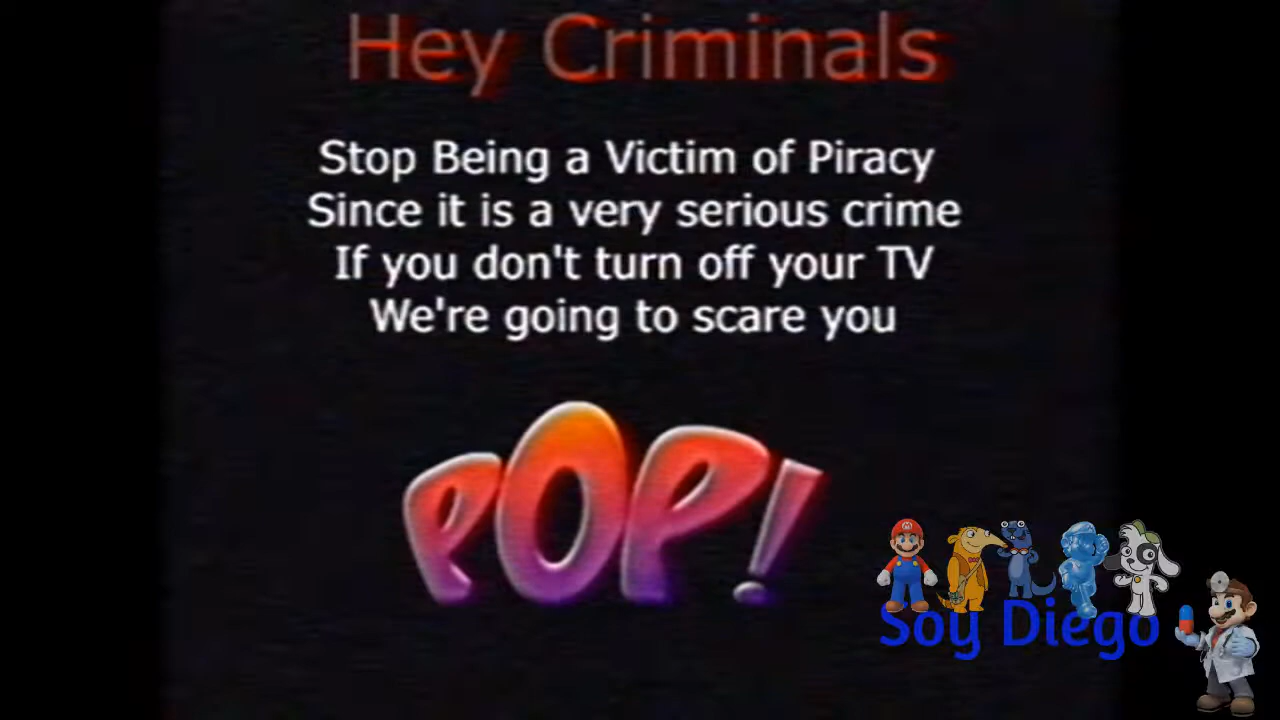 Hey Criminals
Stop Being a Victim of Piracy
Since it is a very serious crime
If you don't turn off your TV
We're going to scare you
POP!
Soy Diego